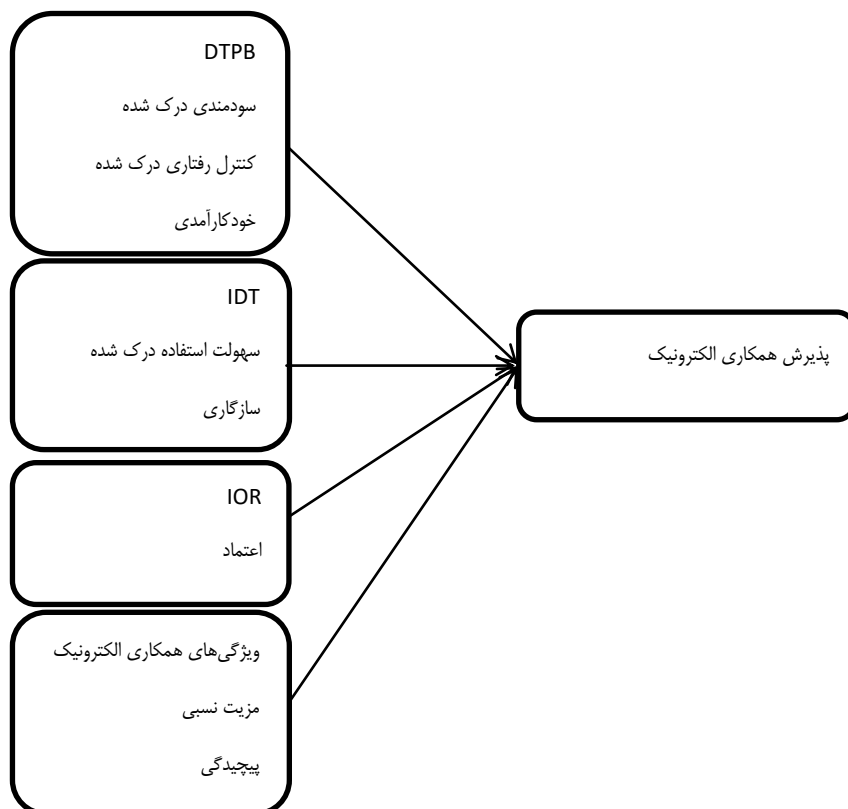 DTPB
سودمندی درک شده
کنترل رفتاری درک شده
خودکارآمدی
IDT
سهولت استفاده درک شده
سازگاری
IOR
اعتماد
ویژگی‌های همکاری الکترونیک
مزیت نسبی
پیچیدگی
پذیرش همکاری الکترونیک